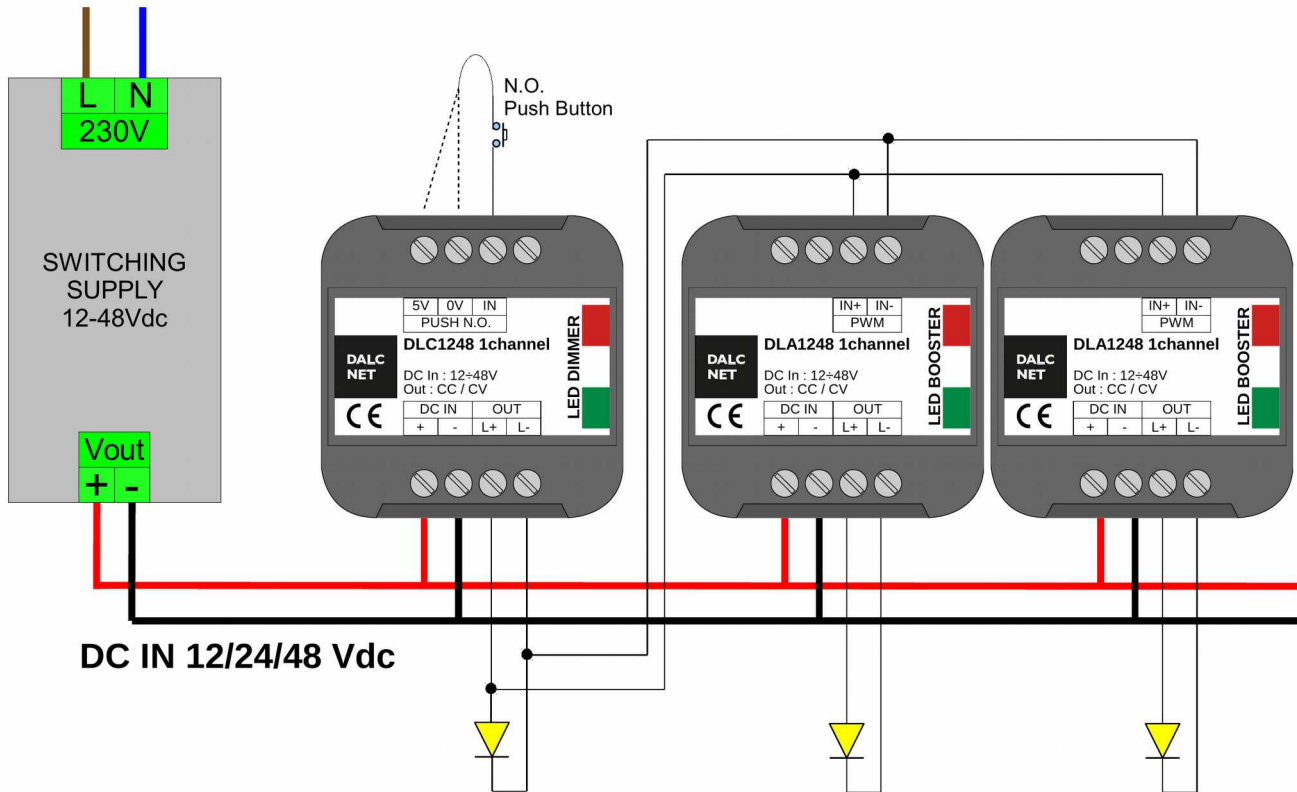 L N
230V
SWITCHING
SUPPLY
12-48Vdc
Vout
+ -
DC IN 12/24/48 Vdc
N.O.
Push Button
5V 0V IN
PUSH N.O.
DLC1248 1channel
DALC
NET
DC In : 12÷48V
Out : CC / CV
CE
DC IN OUT
+ - L+ L-
LED DIMMER
IN+ IN-
PWM
DLA1248 1channel
DALC
NET
DC In : 12÷48V
Out : CC / CV
CE
DC IN OUT
+ - L+ L-
LED BOOSTER
IN+ IN-
PWM
DLA1248 1channel
DALC
NET
DC In : 12÷48V
Out : CC / CV
CE
DC IN OUT
+ - L+ L-
LED BOOSTER